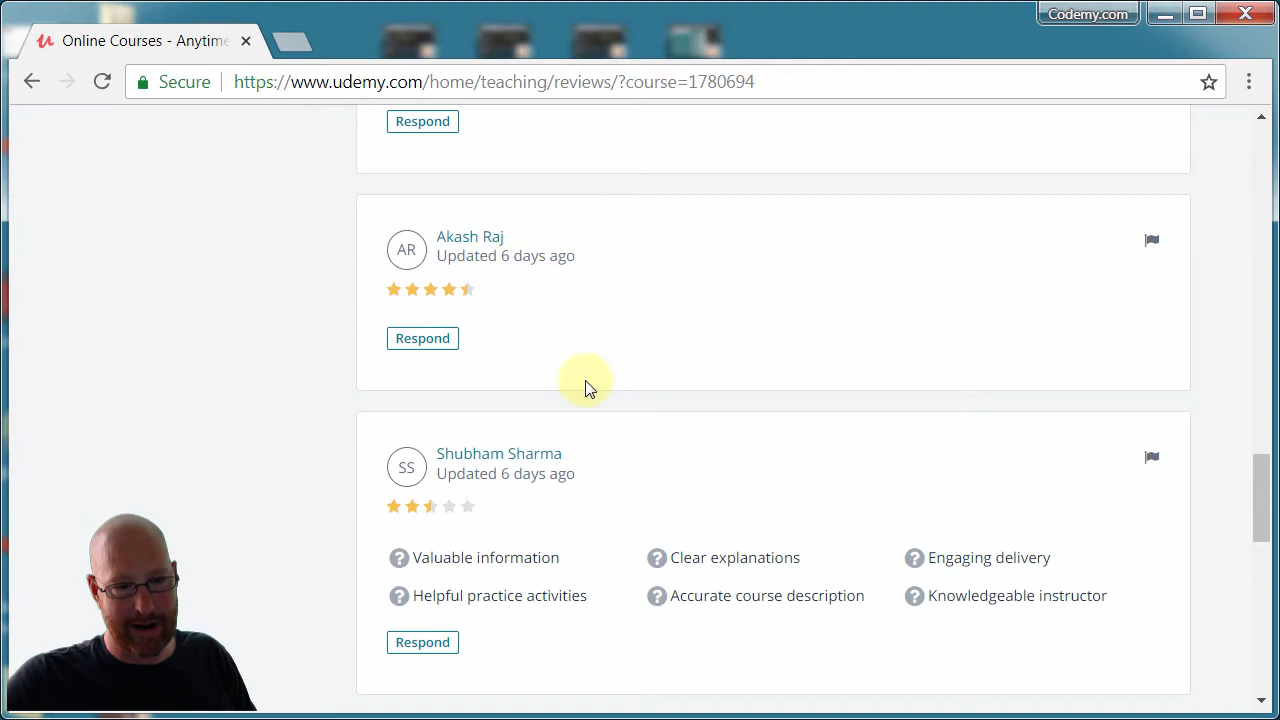 Codemy.com
Online Courses - Anytime
Secure https://www.udemy.com/home/teaching/reviews/?course=1780694
Respond
AR Akash Raj
Updated 6 days ago
Respond
SS Shubham Sharma
Updated 6 days ago
? Valuable information ? Clear explanations ? Engaging delivery
? Helpful practice activities ? Accurate course description ? Knowledgeable instructor
Respond